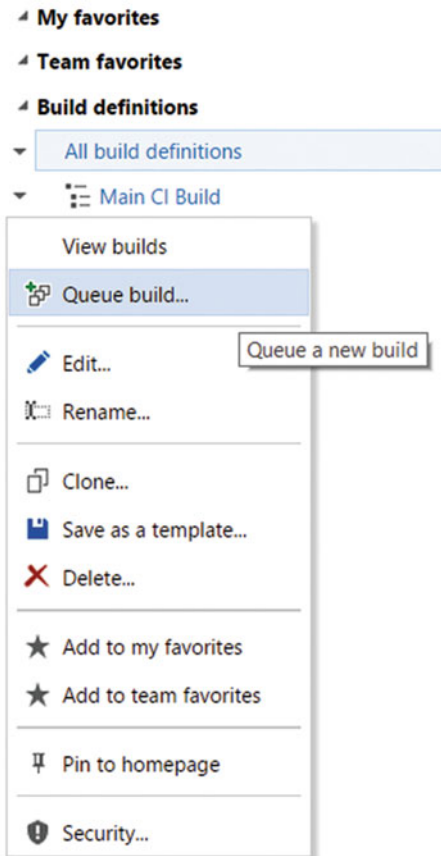 My favorites
Team favorites
Build definitions
All build definitions
Main CI Build
View builds
Queue build...
Queue a new build
Edit...
Rename...
Clone...
Save as a template...
Delete...
Add to my favorites
Add to team favorites
Pin to homepage
Security...